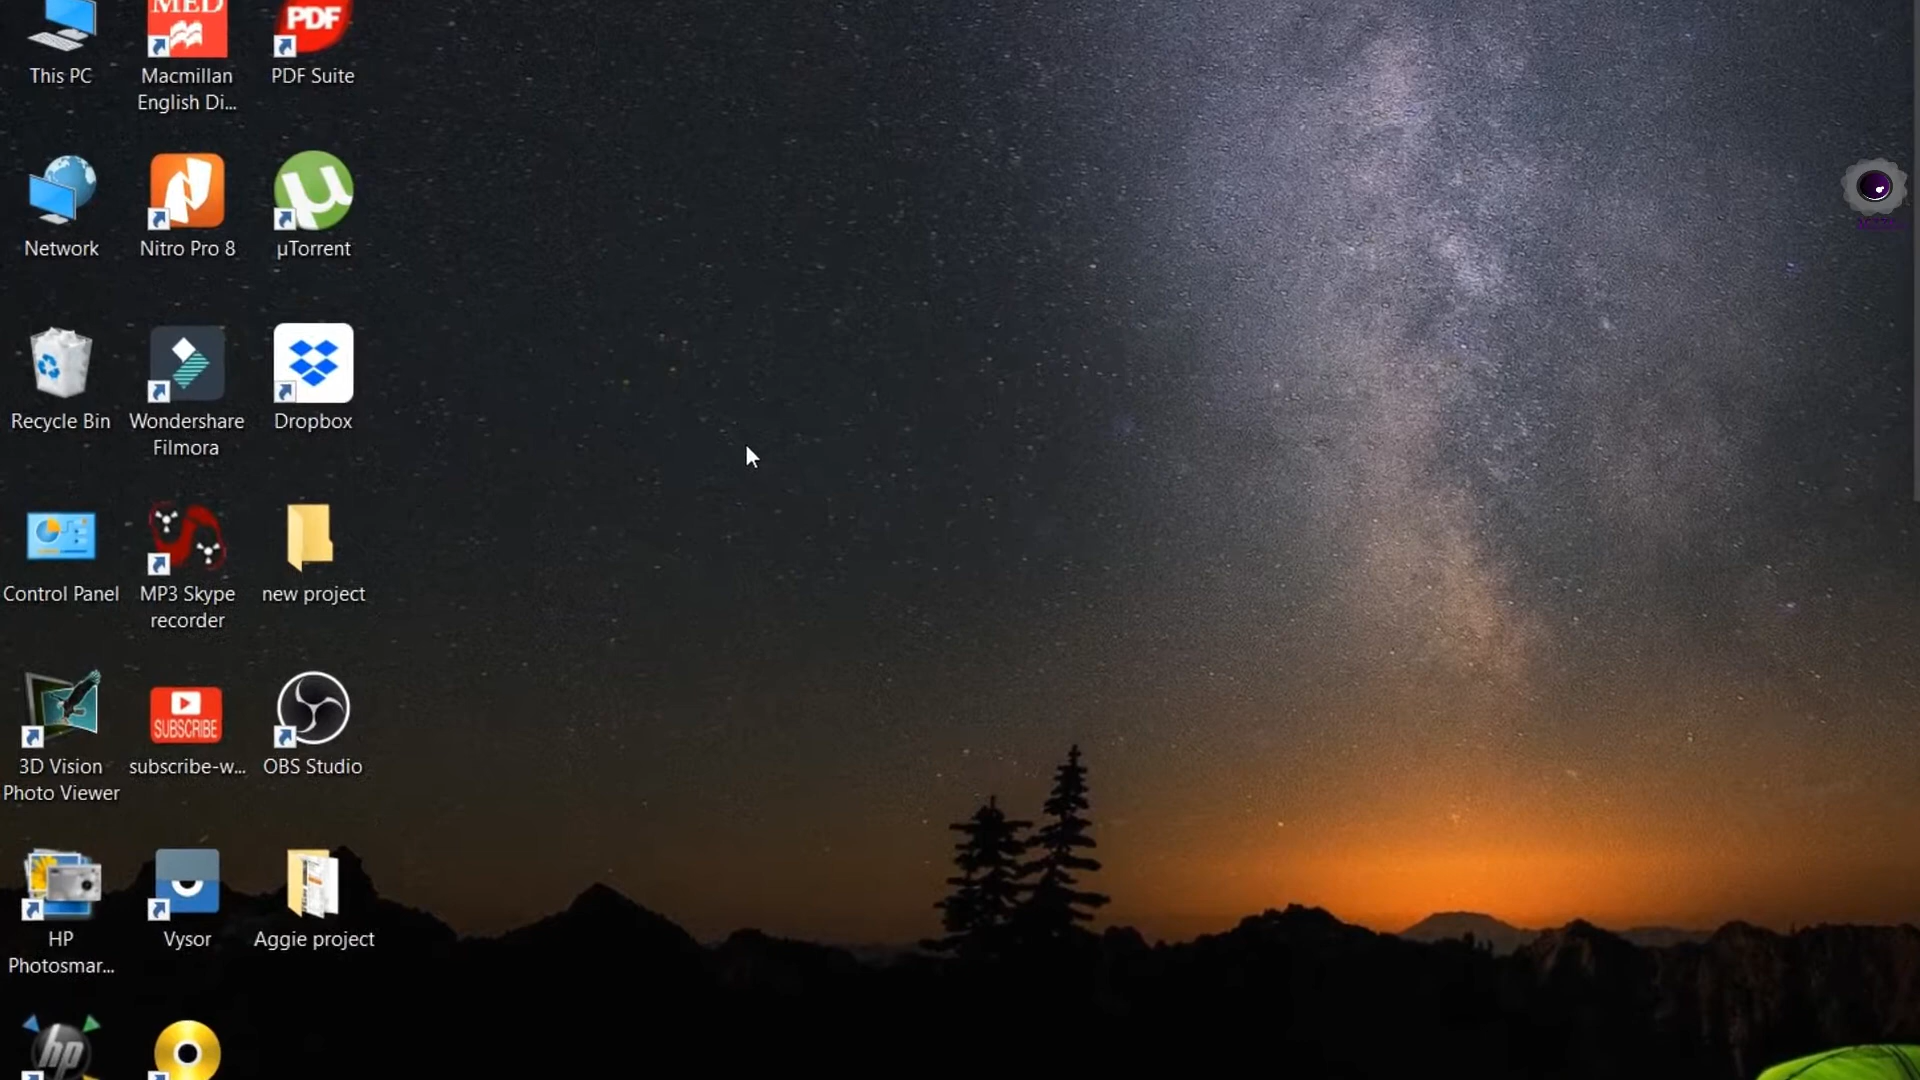 MED
PDF
This PC
Macmillan
English Di...
PDF Suite
Network
Nitro Pro 8
µTorrent
Recycle Bin
Wondershare
Filmora
Dropbox
Control Panel
MP3 Skype
recorder
new project
SUBSCRIBE
3D Vision
Photo Viewer
subscribe-w...
OBS Studio
HP
Photosmar...
Vysor
Aggie project
hp